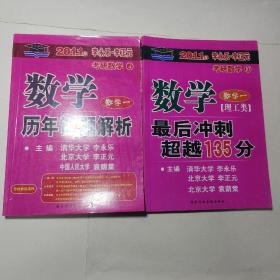 2011年 李永乐·李正元
考研数学②
数学
数学一
历年试题解析
主编 清华大学 李永乐
北京大学 李正元
中国人民大学 袁荫棠
2011年 李永乐·李正元
考研数学
数学
数学一
【理工类】
最后冲刺
超越135分
主编 清华大学 李永乐
北京大学 李正元
北京大学 袁荫棠